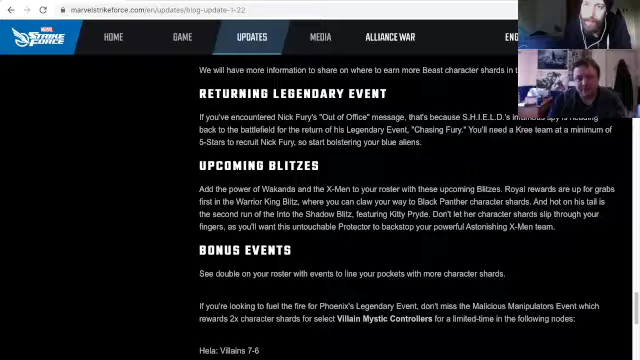 marvelstrikeforce.com/en/updates/blog-update-1-22
MARVEL
STRIKE
FORCE
HOME
GAME
UPDATES
MEDIA
ALLIANCE WAR
ENG
We will have more information to share on where to earn more Beast character shards in t
RETURNING LEGENDARY EVENT
If you've encountered Nick Fury's "Out of Office" message, that's because S.H.I.E.L.D.'s infamous spy is heading
back to the battlefield for the return of his Legendary Event, "Chasing Fury." You'll need a Kree team at a minimum of
5-Stars to recruit Nick Fury, so start bolstering your blue aliens.
UPCOMING BLITZES
Add the power of Wakanda and the X-Men to your roster with these upcoming Blitzes. Royal rewards are up for grabs
first in the Warrior King Blitz, where you can claw your way to Black Panther character shards. And hot on his tail is
the second run of the Into the Shadow Blitz, featuring Kitty Pryde. Don't let her character shards slip through your
fingers, as you'll want this untouchable Protector to backstop your powerful Astonishing X-Men team.
BONUS EVENTS
See double on your roster with events to line your pockets with more character shards.
If you're looking to fuel the fire for Phoenix's Legendary Event, don't miss the Malicious Manipulators Event which
rewards 2x character shards for select Villain Mystic Controllers for a limited-time in the following nodes:
Hela: Villains 7-6